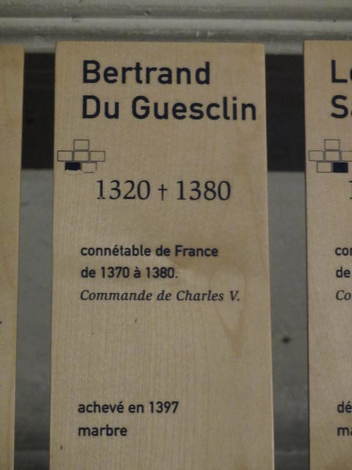 Bertrand
Du Guesclin
1320 † 1380
connétable de France
de 1370 à 1380.
Commande de Charles V.
achevé en 1397
marbre